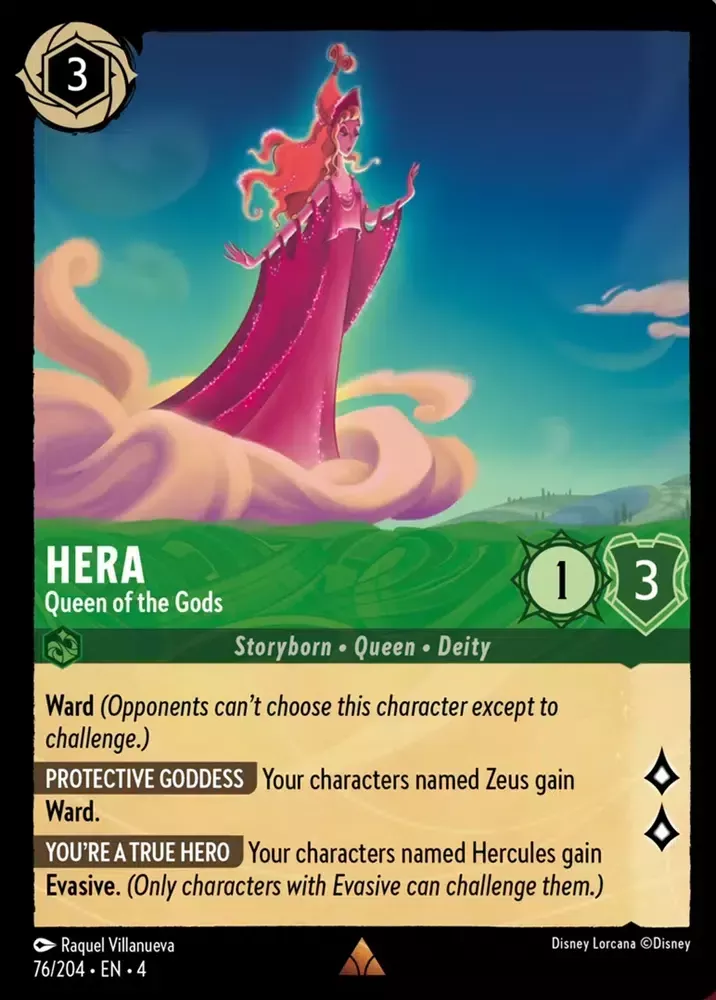 3
HERA
Queen of the Gods
1
3
Storyborn • Queen • Deity
Ward (Opponents can't choose this character except to
challenge.)
PROTECTIVE GODDESS Your characters named Zeus gain
Ward.
YOU'RE A TRUE HERO Your characters named Hercules gain
Evasive. (Only characters with Evasive can challenge them.)
Raquel Villanueva
Disney Lorcana ©Disney
76/204 • EN • 4